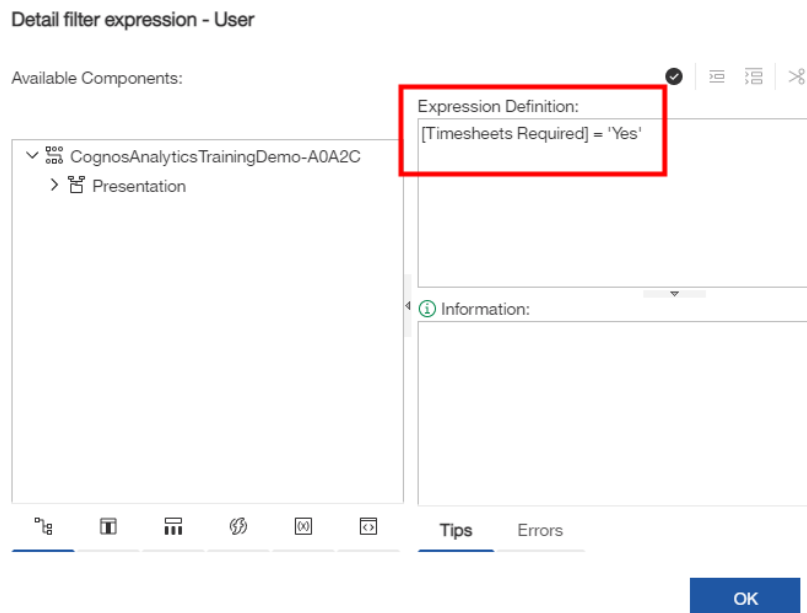 Detail filter expression - User
Available Components:
Expression Definition:
[Timesheets Required] = 'Yes'
CognosAnalyticsTrainingDemo-A0A2C
Presentation
Information:
Tips
Errors
OK